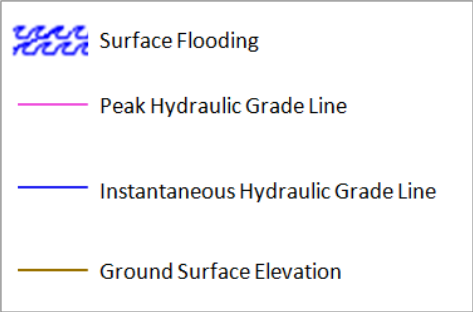 Surface Flooding
Peak Hydraulic Grade Line
Instantaneous Hydraulic Grade Line
Ground Surface Elevation